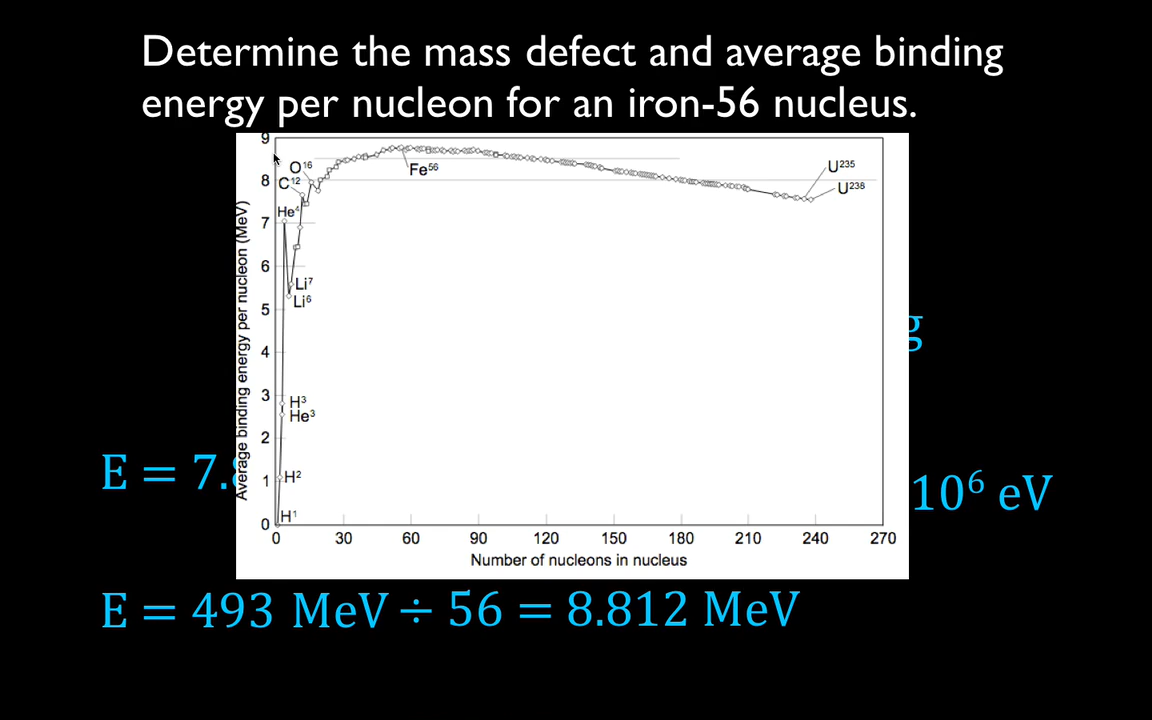 Determine the mass defect and average binding
energy per nucleon for an iron-56 nucleus.
Average binding energy per nucleon (MeV)
9
8
7
6
5
4
3
2
1
0
O¹⁶
C¹²
He⁴
Li⁷
Li⁶
H³
He³
H²
H¹
Fe⁵⁶
U²³⁵
U²³⁸
0 30 60 90 120 150 180 210 240 270
Number of nucleons in nucleus
g
E = 7.
10⁶ eV
E = 493 MeV ÷ 56 = 8.812 MeV